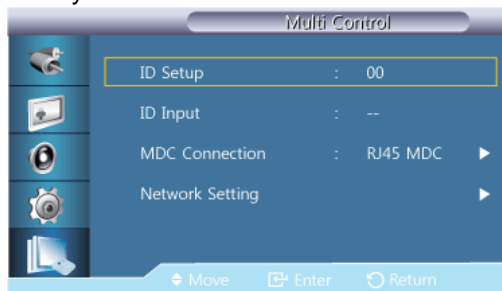 Multi Control
ID Setup : 00
ID Input : --
MDC Connection : RJ45 MDC
Network Setting
Move Enter Return